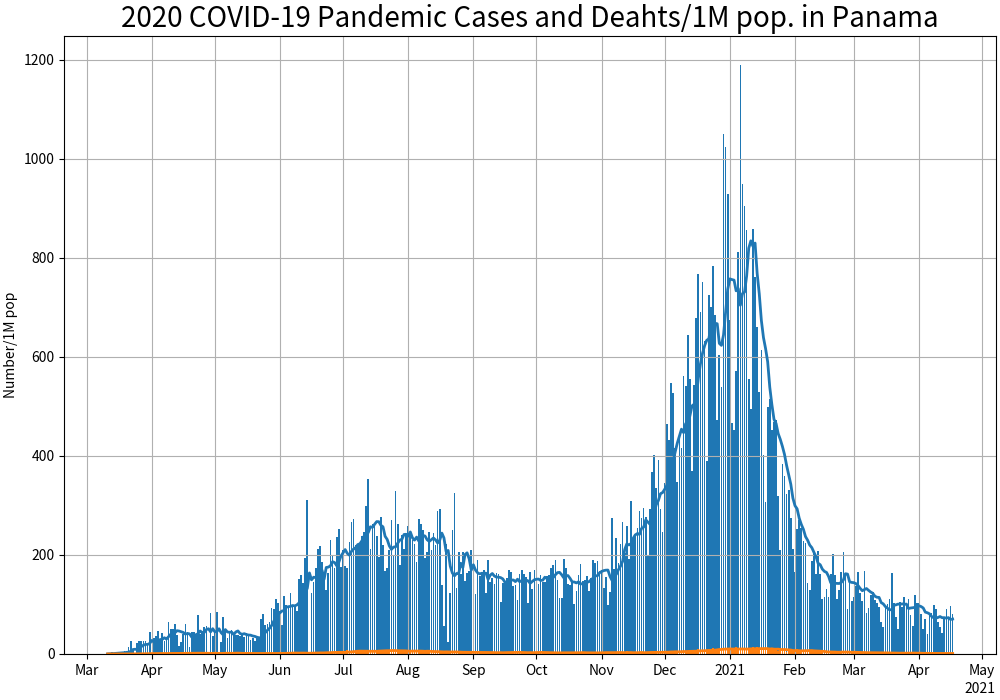 2020 COVID-19 Pandemic Cases and Deahts/1M pop. in Panama
Number/1M pop
1200
1000
800
600
400
200
0
Mar Apr May Jun Jul Aug Sep Oct Nov Dec 2021 Feb Mar Apr May
2021